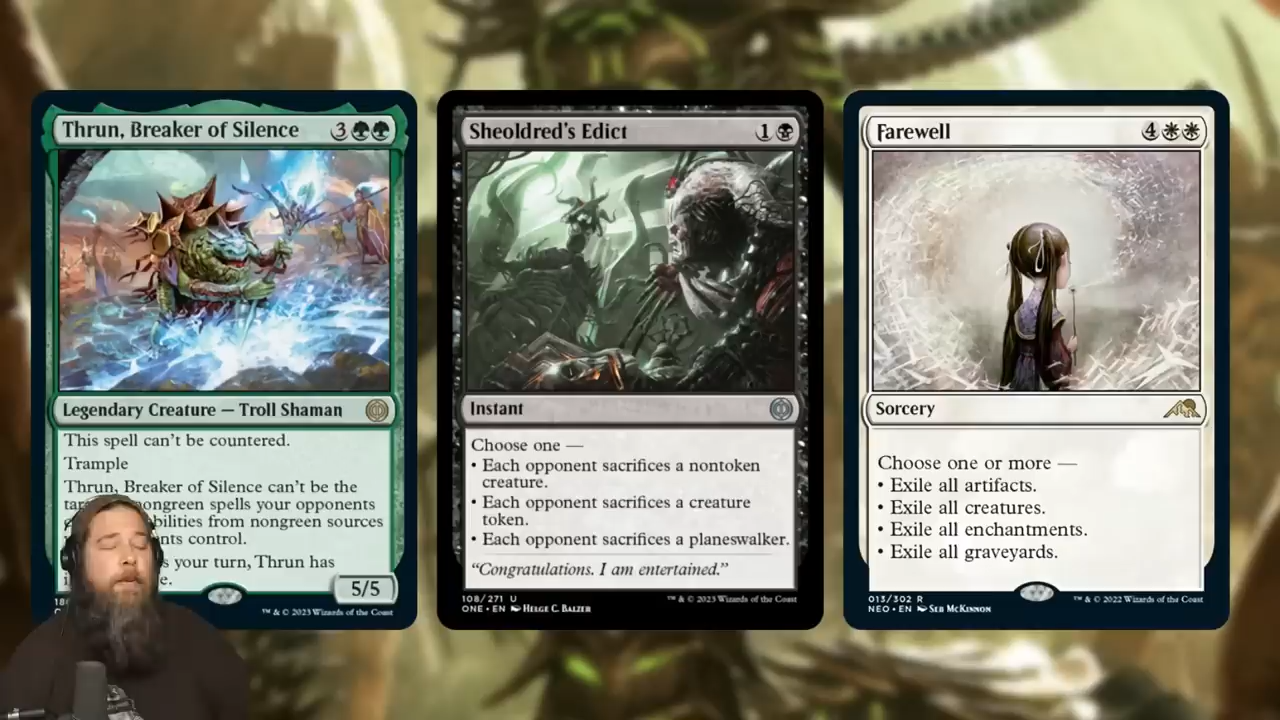 Thrun, Breaker of Silence 3
Legendary Creature — Troll Shaman
This spell can't be countered.
Trample
Thrun, Breaker of Silence can't be the
nongreen spells your opponents
abilities from nongreen sources
control.
your turn, Thrun has
5/5
™ & © 2023 Wizards of the Coast
Sheoldred's Edict 1
Instant
Choose one —
• Each opponent sacrifices a nontoken
creature.
• Each opponent sacrifices a creature
token.
• Each opponent sacrifices a planeswalker.
“Congratulations. I am entertained.”
108/271 U
ONE • EN Helge C. Balzer
™ & © 2023 Wizards of the Coast
Farewell 4
Sorcery
Choose one or more —
• Exile all artifacts.
• Exile all creatures.
• Exile all enchantments.
• Exile all graveyards.
013/302 R
NEO • EN Seb McKinnon
™ & © 2022 Wizards of the Coast